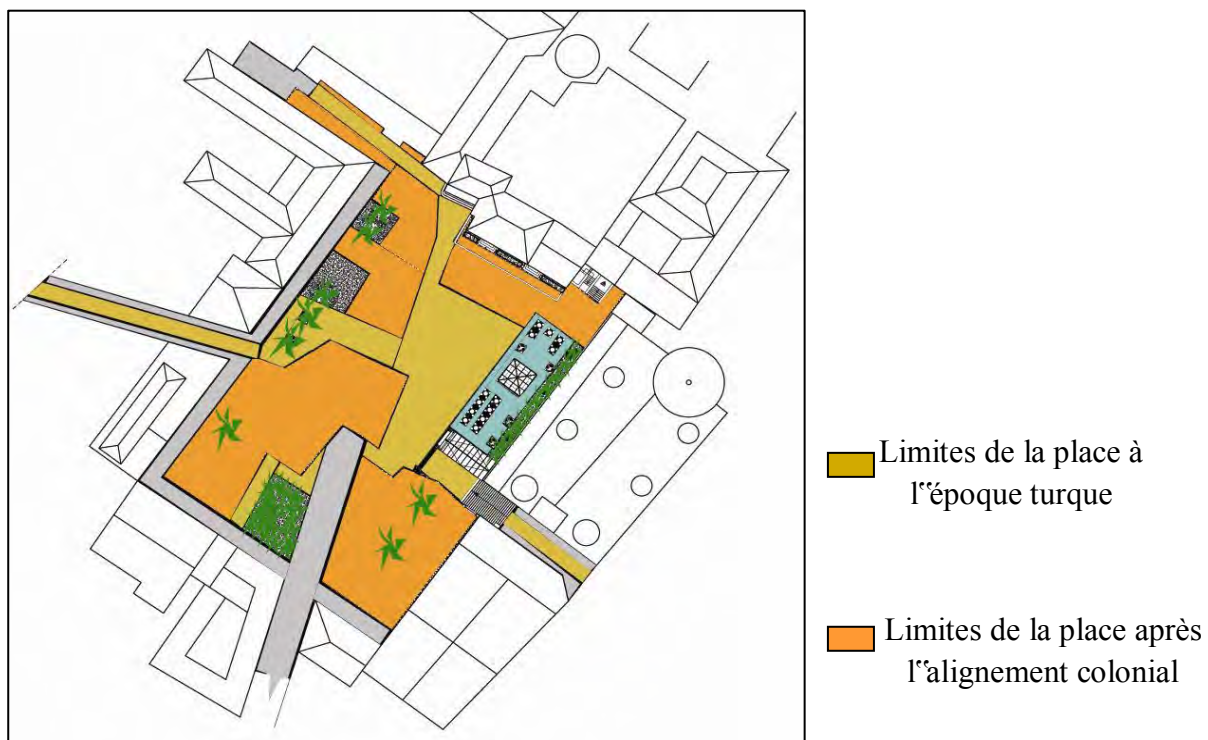 Limites de la place à
l‟époque turque
Limites de la place après
l‟alignement colonial